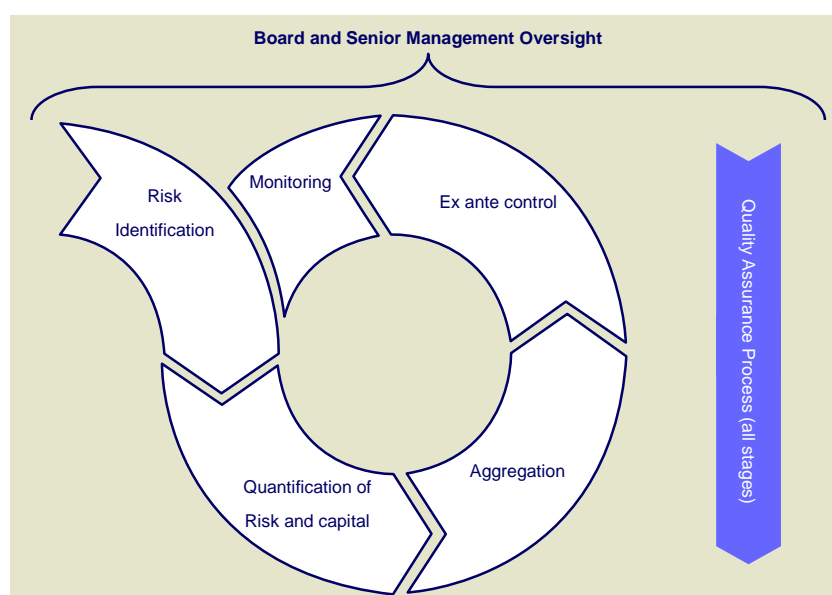 Board and Senior Management Oversight
Risk
Identification
Monitoring
Ex ante control
Quality Assurance Process (all stages)
Aggregation
Quantification of
Risk and capital